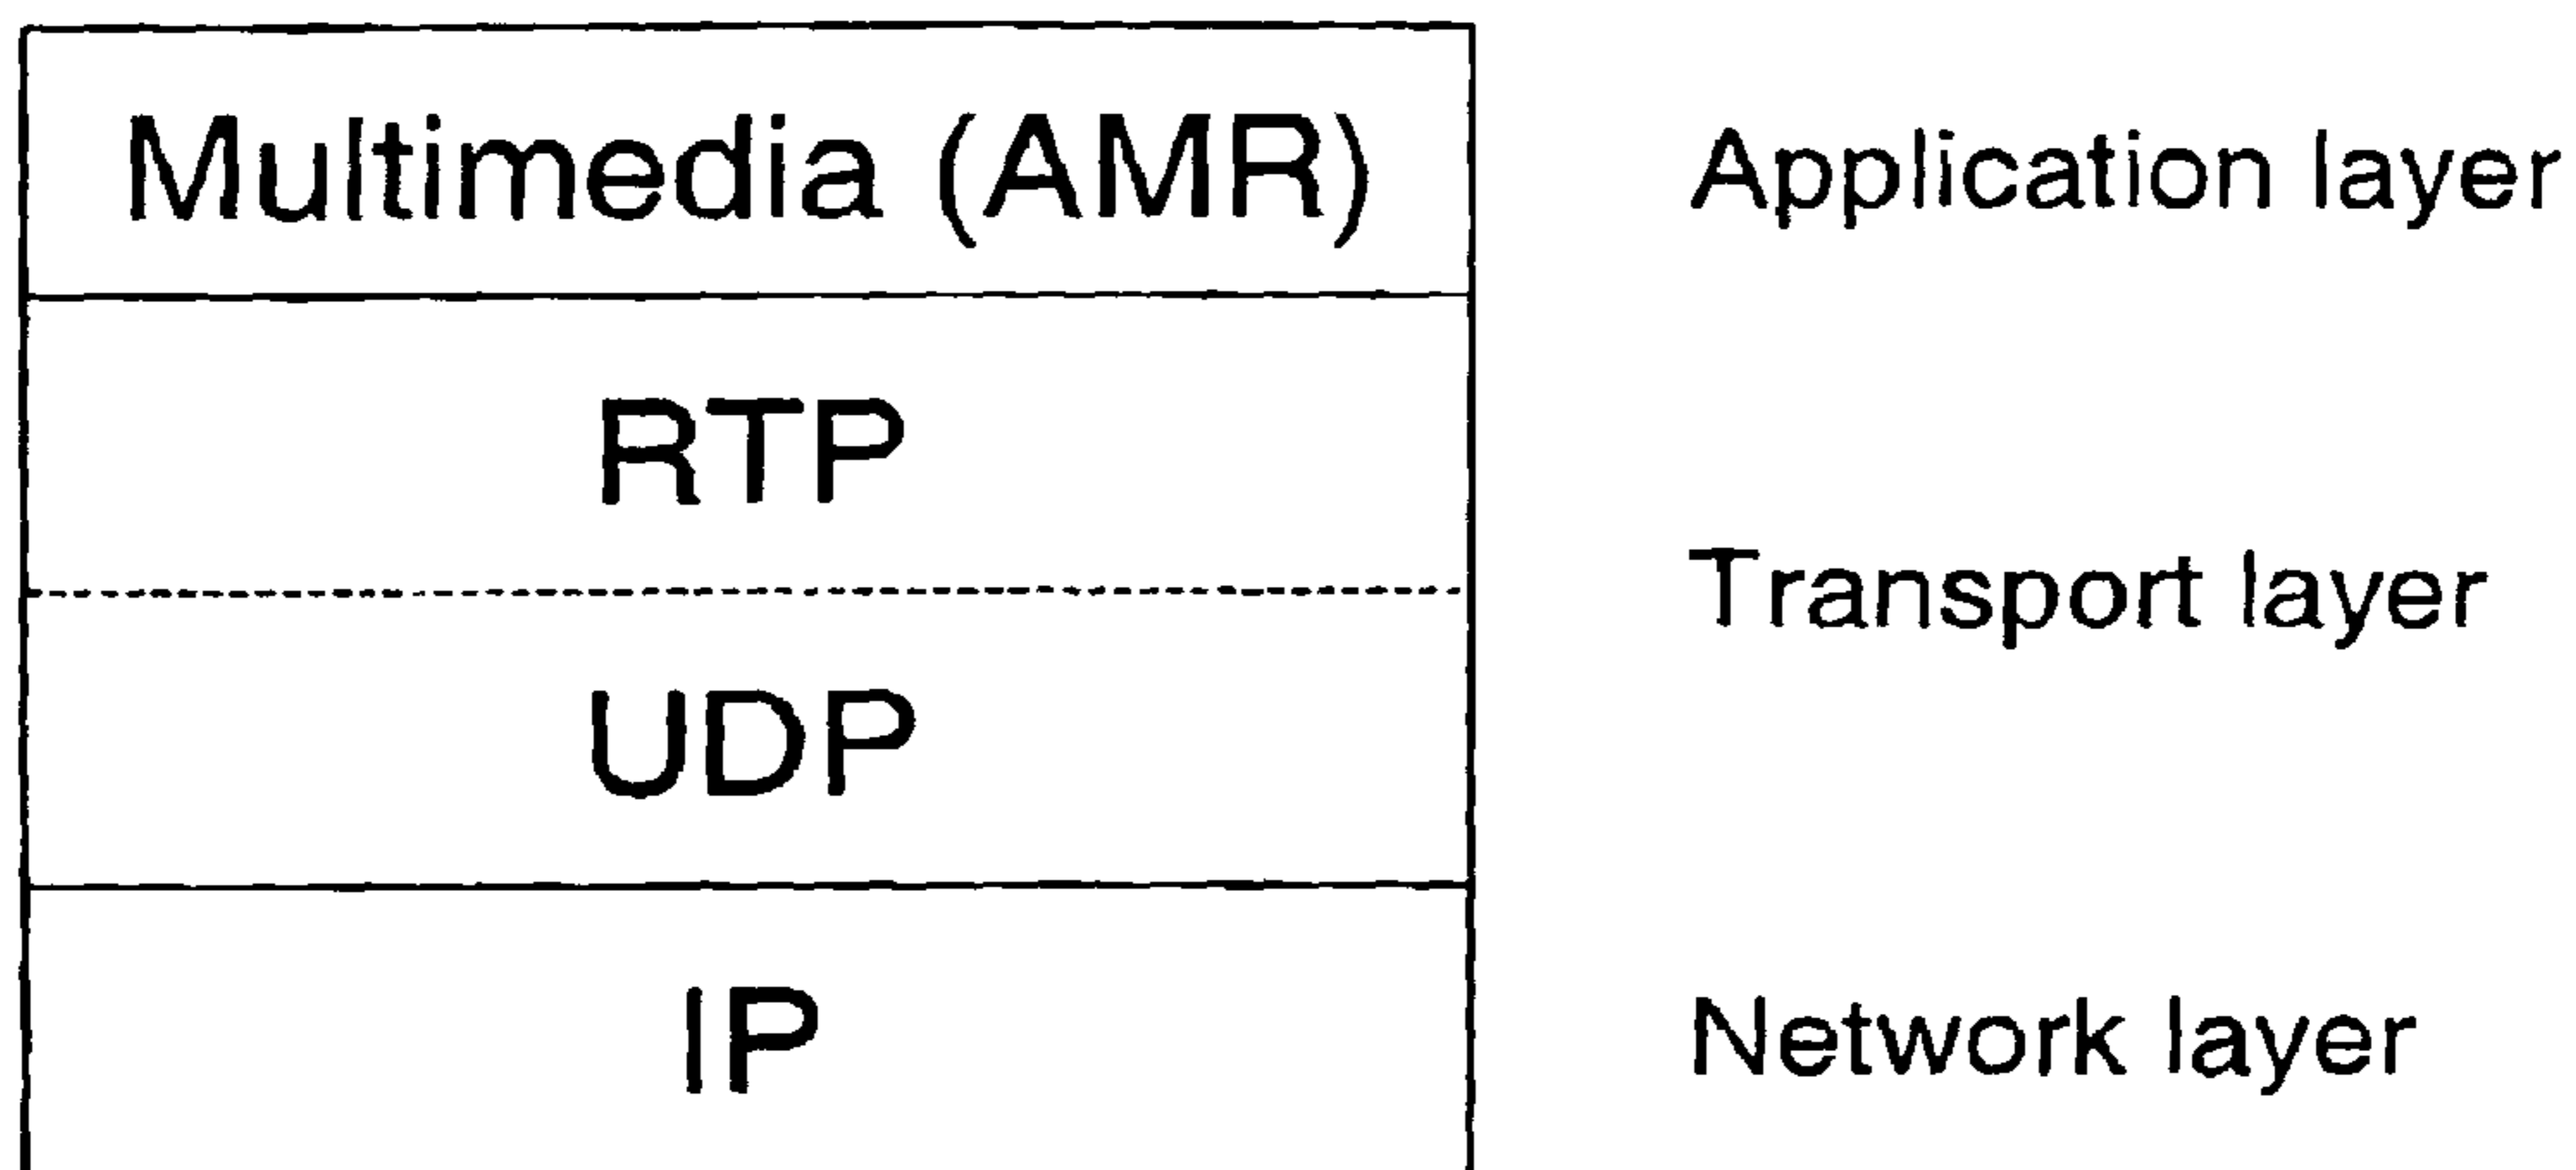 Multimedia (AMR) Application layer
RTP
Transport layer
UDP
IP Network layer